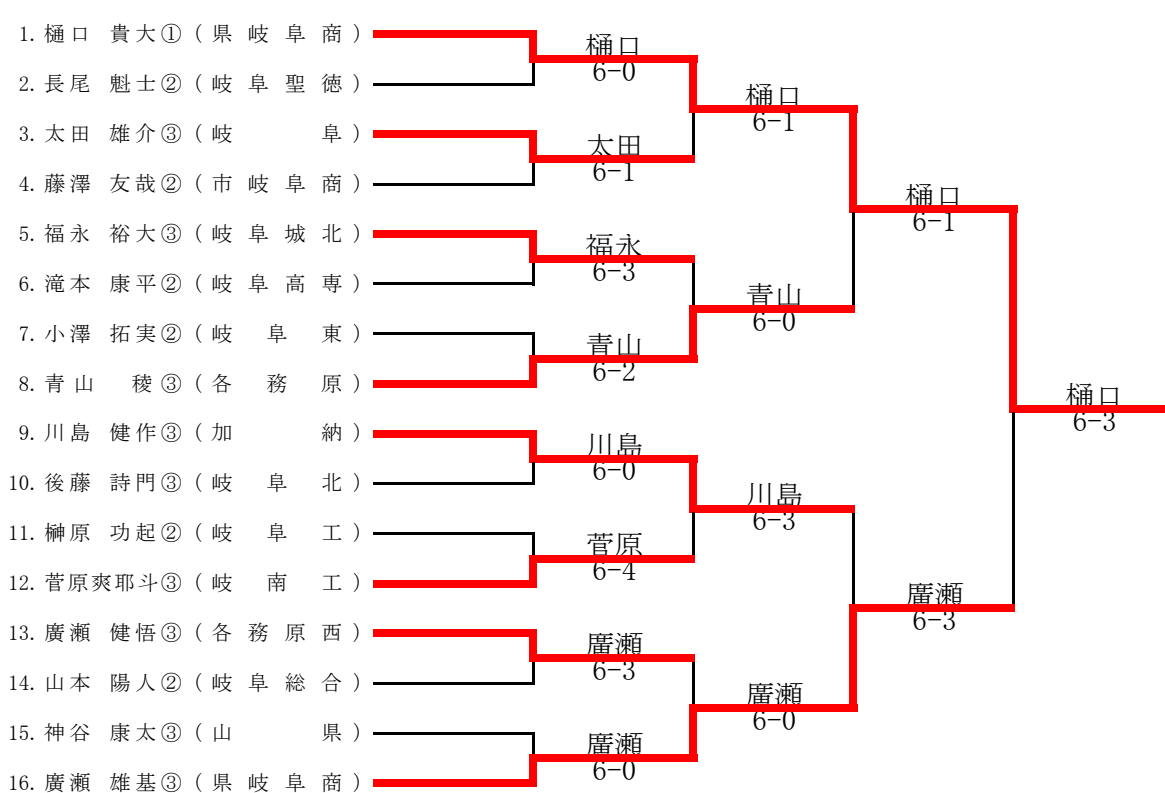 1. 樋口 貴大① ( 県岐阜商 )
2. 長尾 魁士② ( 岐阜聖徳 )
3. 太田 雄介③ ( 岐阜 )
4. 藤澤 友哉② ( 市岐阜商 )
5. 福永 裕大③ ( 岐阜城北 )
6. 滝本 康平② ( 岐阜高専 )
7. 小澤 拓実② ( 岐阜東 )
8. 青山 稜③ ( 各務原 )
9. 川島 健作③ ( 加納 )
10. 後藤 詩門③ ( 岐阜北 )
11. 榊原 功起② ( 岐阜工 )
12. 菅原爽耶斗③ ( 岐南工 )
13. 廣瀬 健悟③ ( 各務原西 )
14. 山本 陽人② ( 岐阜総合 )
15. 神谷 康太③ ( 山県 )
16. 廣瀬 雄基③ ( 県岐阜商 )
樋口
6-0
太田
6-1
福永
6-3
青山
6-2
川島
6-0
菅原
6-4
廣瀬
6-3
廣瀬
6-0
樋口
6-1
青山
6-0
川島
6-3
廣瀬
6-0
樋口
6-1
廣瀬
6-3
樋口
6-3